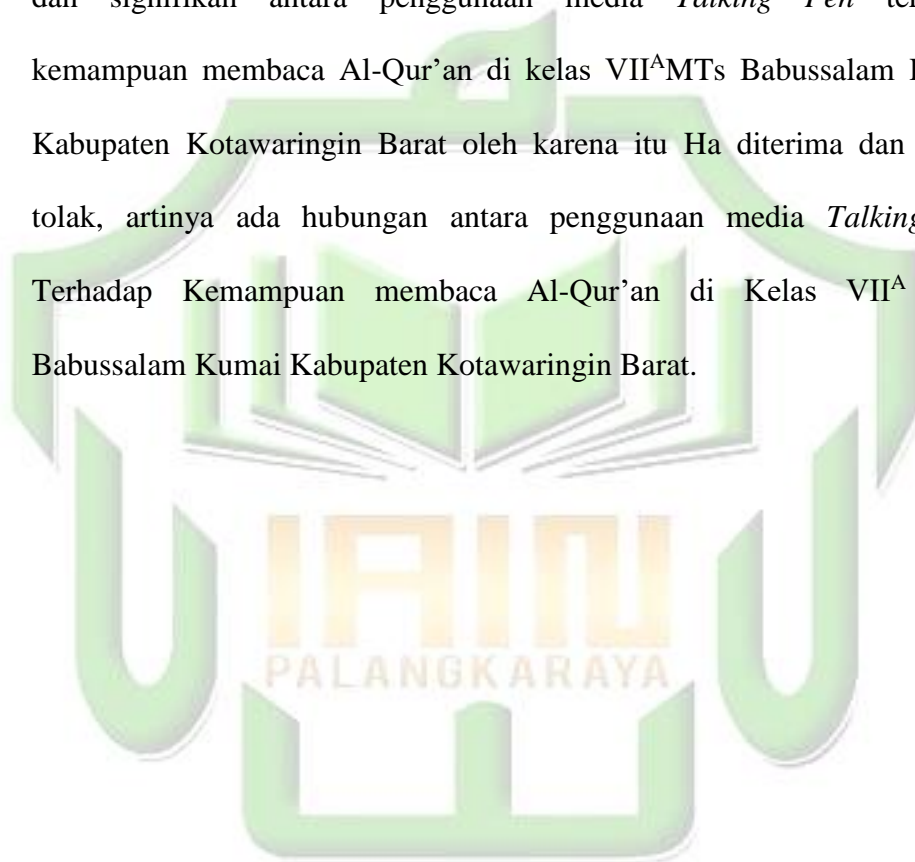 dan signifikan antara penggunaan media Talking Pen
kemampuan membaca Al-Qur'an di kelas VIIAMTs Babussalam
Kabupaten Kotawaringin Barat oleh karena itu Ha diterima dan
tolak, artinya ada hubungan antara penggunaan media Talking
Terhadap Kemampuan membaca Al-Qur'an di Kelas VIIA
Babussalam Kumai Kabupaten Kotawaringin Barat.
IAIN
PALANGKARAYA